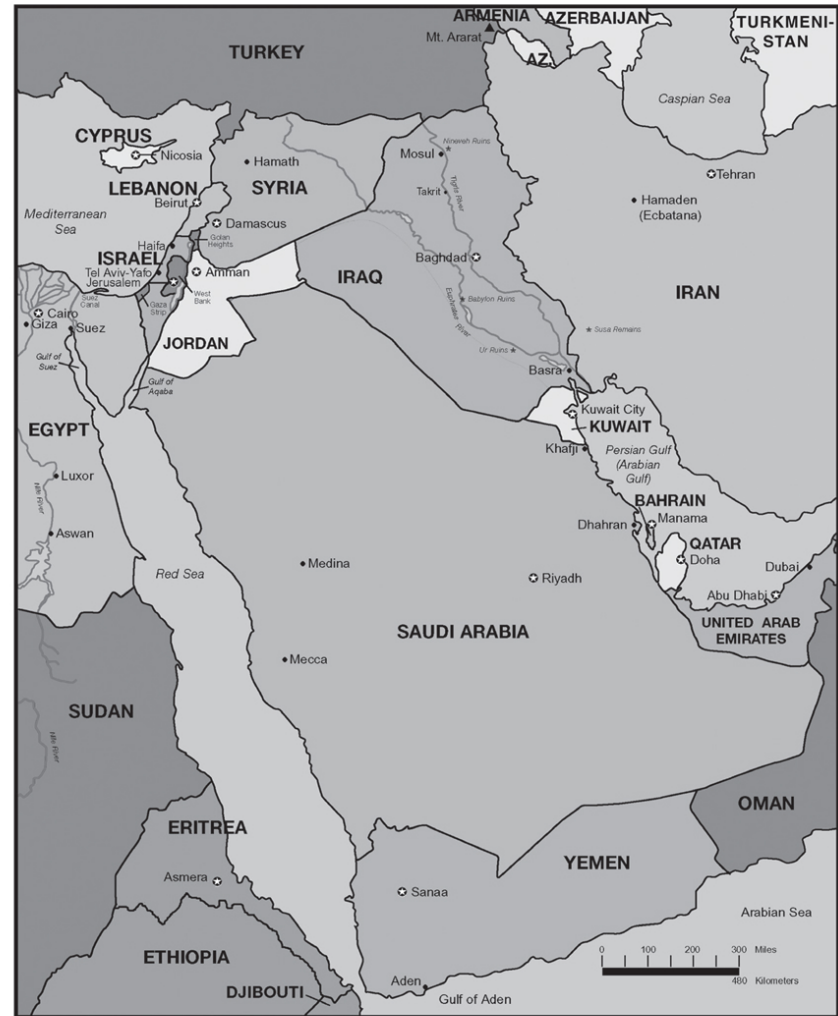 ARMENIA
AZERBAIJAN
TURKMENI-
STAN
Mt. Ararat
TURKEY
AZ.
Caspian Sea
CYPRUS
Nicosia
Hamath
Mosul
Nineveh Ruins
Tehran
LEBANON
SYRIA
Takrit
Tigris River
Hamaden
(Ecbatana)
Beirut
Mediterranean
Sea
Damascus
Golan
Heights
Haifa
ISRAEL
Baghdad
Tel Aviv-Yafo
Amman
IRAQ
Jerusalem
West
Bank
Suez
Canal
Gaza
Strip
Euphrates River
Babylon Ruins
IRAN
Cairo
Giza
Suez
JORDAN
Susa Remains
Ur Ruins
Gulf of
Suez
Gulf of
Aqaba
Basra
Kuwait City
KUWAIT
EGYPT
Khafji
Persian Gulf
(Arabian
Gulf)
Luxor
Nile River
BAHRAIN
Dhahran
Manama
Aswan
QATAR
Doha
Dubai
Red Sea
Medina
Riyadh
Abu Dhabi
UNITED ARAB
EMIRATES
SAUDI ARABIA
Mecca
SUDAN
Nile River
OMAN
ERITREA
YEMEN
Asmera
Sanaa
Arabian Sea
0 100 200 300 Miles
480 Kilometers
ETHIOPIA
DJIBOUTI
Aden
Gulf of Aden